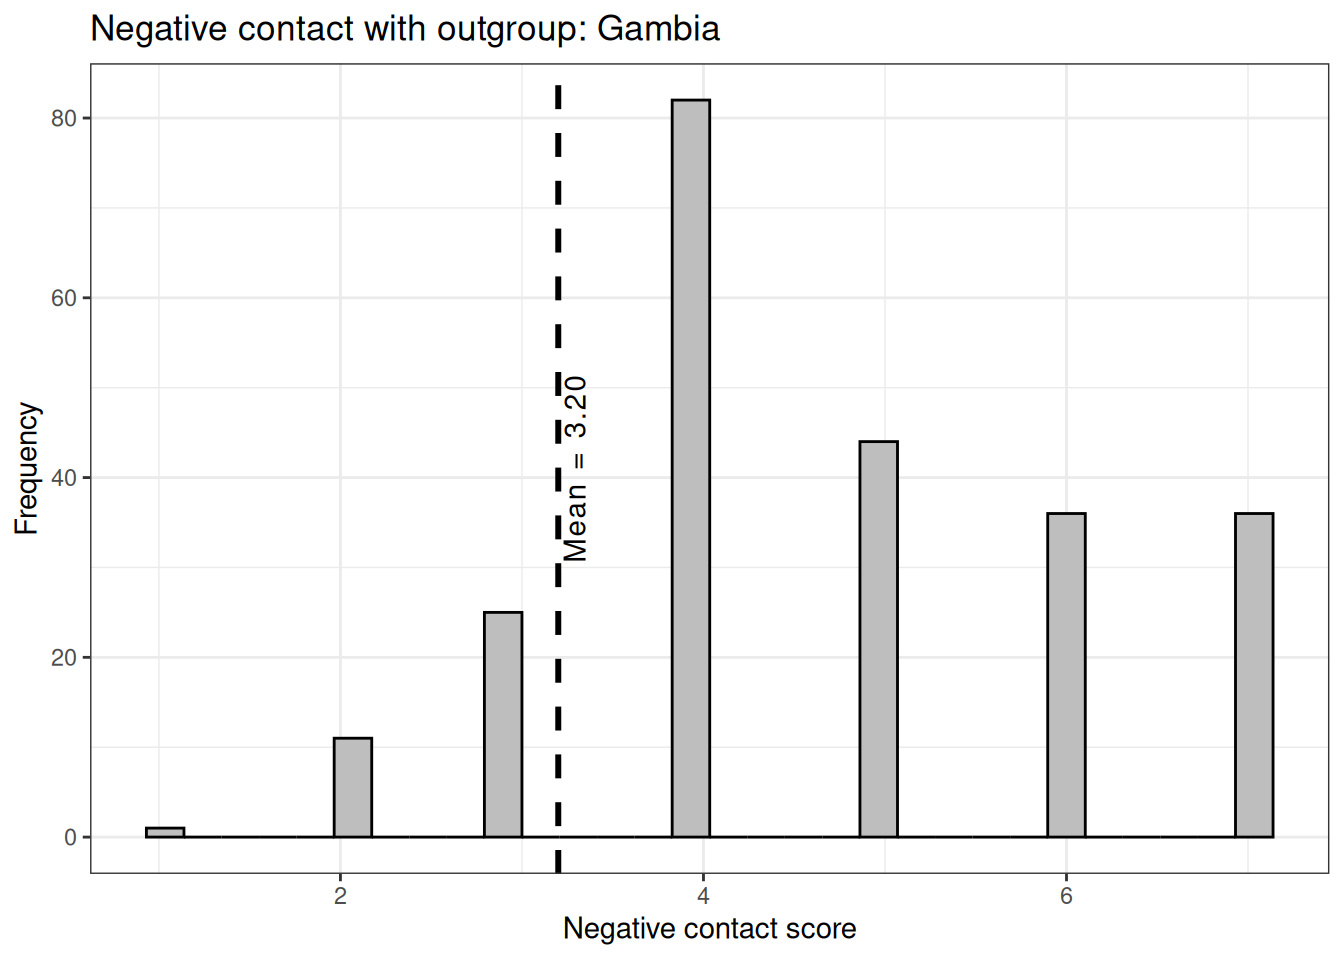 Negative contact with outgroup: Gambia
80
60
40
20
0
Frequency
Mean = 3.20
2
4
6
Negative contact score